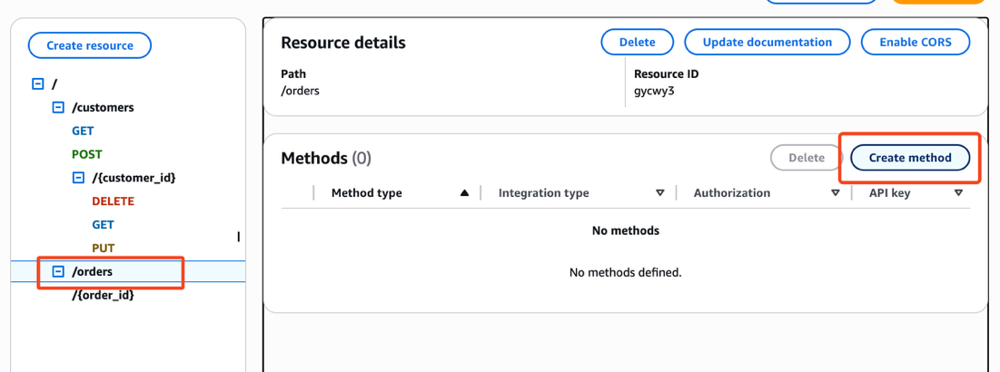 Create resource
/
/customers
GET
POST
/{customer_id}
DELETE
GET
PUT
/orders
/{order_id}
Resource details
Delete
Update documentation
Enable CORS
Path
/orders
Resource ID
gycwy3
Methods (0)
Delete
Create method
Method type
Integration type
Authorization
API key
No methods
No methods defined.